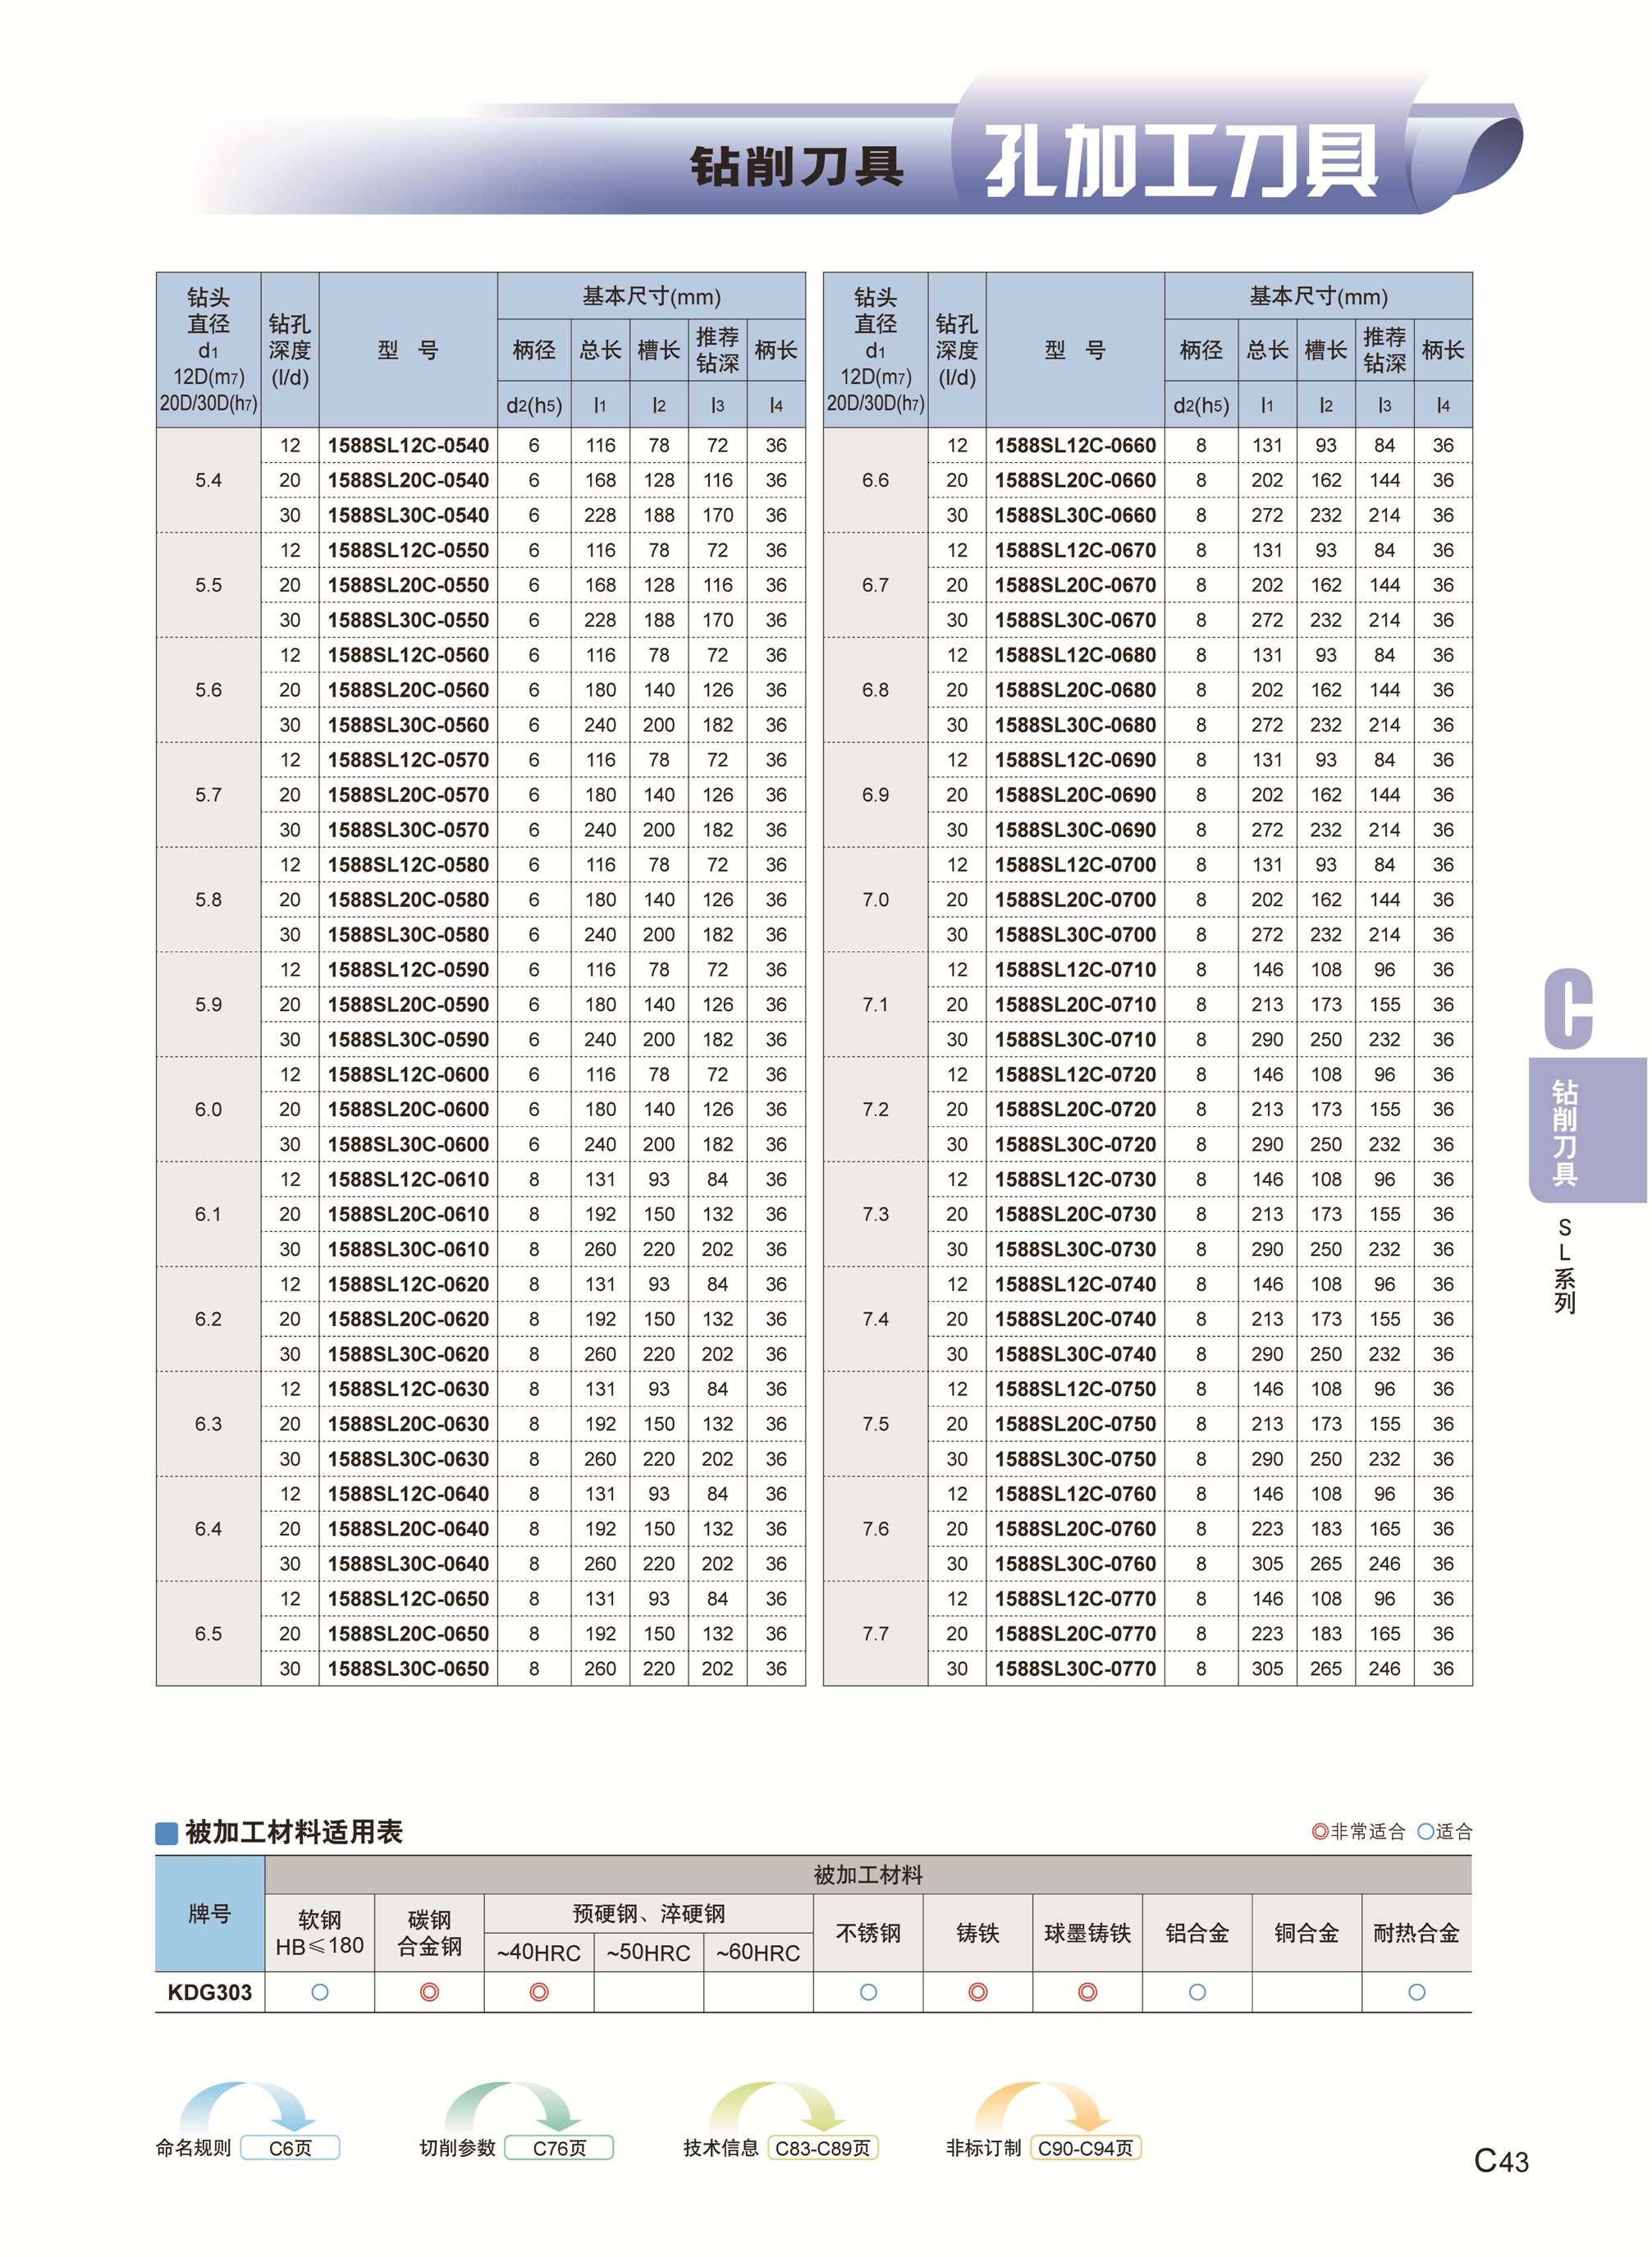 钻削刀具 孔加工刀具
钻头直径 d1 12D(m7) 20D/30D(h7) 钻孔深度 (l/d) 型 号 基本尺寸(mm)
柄径 总长 槽长 推荐钻深 柄长
d2(h5) l1 l2 l3 l4
5.4
12 1588SL12C-0540 6 116 78 72 36
20 1588SL20C-0540 6 168 128 116 36
30 1588SL30C-0540 6 228 188 170 36
5.5
12 1588SL12C-0550 6 116 78 72 36
20 1588SL20C-0550 6 168 128 116 36
30 1588SL30C-0550 6 228 188 170 36
5.6
12 1588SL12C-0560 6 116 78 72 36
20 1588SL20C-0560 6 180 140 126 36
30 1588SL30C-0560 6 240 200 182 36
5.7
12 1588SL12C-0570 6 116 78 72 36
20 1588SL20C-0570 6 180 140 126 36
30 1588SL30C-0570 6 240 200 182 36
5.8
12 1588SL12C-0580 6 116 78 72 36
20 1588SL20C-0580 6 180 140 126 36
30 1588SL30C-0580 6 240 200 182 36
5.9
12 1588SL12C-0590 6 116 78 72 36
20 1588SL20C-0590 6 180 140 126 36
30 1588SL30C-0590 6 240 200 182 36
6.0
12 1588SL12C-0600 6 116 78 72 36
20 1588SL20C-0600 6 180 140 126 36
30 1588SL30C-0600 6 240 200 182 36
6.1
12 1588SL12C-0610 8 131 93 84 36
20 1588SL20C-0610 8 192 150 132 36
30 1588SL30C-0610 8 260 220 202 36
6.2
12 1588SL12C-0620 8 131 93 84 36
20 1588SL20C-0620 8 192 150 132 36
30 1588SL30C-0620 8 260 220 202 36
6.3
12 1588SL12C-0630 8 131 93 84 36
20 1588SL20C-0630 8 192 150 132 36
30 1588SL30C-0630 8 260 220 202 36
6.4
12 1588SL12C-0640 8 131 93 84 36
20 1588SL20C-0640 8 192 150 132 36
30 1588SL30C-0640 8 260 220 202 36
6.5
12 1588SL12C-0650 8 131 93 84 36
20 1588SL20C-0650 8 192 150 132 36
30 1588SL30C-0650 8 260 220 202 36
钻头直径 d1 12D(m7) 20D/30D(h7) 钻孔深度 (l/d) 型 号 基本尺寸(mm)
柄径 总长 槽长 推荐钻深 柄长
d2(h5) l1 l2 l3 l4
6.6
12 1588SL12C-0660 8 131 93 84 36
20 1588SL20C-0660 8 202 162 144 36
30 1588SL30C-0660 8 272 232 214 36
6.7
12 1588SL12C-0670 8 131 93 84 36
20 1588SL20C-0670 8 202 162 144 36
30 1588SL30C-0670 8 272 232 214 36
6.8
12 1588SL12C-0680 8 131 93 84 36
20 1588SL20C-0680 8 202 162 144 36
30 1588SL30C-0680 8 272 232 214 36
6.9
12 1588SL12C-0690 8 131 93 84 36
20 1588SL20C-0690 8 202 162 144 36
30 1588SL30C-0690 8 272 232 214 36
7.0
12 1588SL12C-0700 8 131 93 84 36
20 1588SL20C-0700 8 202 162 144 36
30 1588SL30C-0700 8 272 232 214 36
7.1
12 1588SL12C-0710 8 146 108 96 36
20 1588SL20C-0710 8 213 173 155 36
30 1588SL30C-0710 8 290 250 232 36
7.2
12 1588SL12C-0720 8 146 108 96 36
20 1588SL20C-0720 8 213 173 155 36
30 1588SL30C-0720 8 290 250 232 36
7.3
12 1588SL12C-0730 8 146 108 96 36
20 1588SL20C-0730 8 213 173 155 36
30 1588SL30C-0730 8 290 250 232 36
7.4
12 1588SL12C-0740 8 146 108 96 36
20 1588SL20C-0740 8 213 173 155 36
30 1588SL30C-0740 8 290 250 232 36
7.5
12 1588SL12C-0750 8 146 108 96 36
20 1588SL20C-0750 8 213 173 155 36
30 1588SL30C-0750 8 290 250 232 36
7.6
12 1588SL12C-0760 8 146 108 96 36
20 1588SL20C-0760 8 223 183 165 36
30 1588SL30C-0760 8 305 265 246 36
7.7
12 1588SL12C-0770 8 146 108 96 36
20 1588SL20C-0770 8 223 183 165 36
30 1588SL30C-0770 8 305 265 246 36
C
钻削刀具
SL系列
被加工材料适用表 ◎非常适合 ○适合
牌号 被加工材料
软钢 HB≤180 碳钢 合金钢 预硬钢、淬硬钢 不锈钢 铸铁 球墨铸铁 铝合金 铜合金 耐热合金
~40HRC ~50HRC ~60HRC
KDG303 ○ ◎ ◎ ○ ◎ ◎ ○ ○
命名规则 C6页 切削参数 C76页 技术信息 C83-C89页 非标订制 C90-C94页
C43